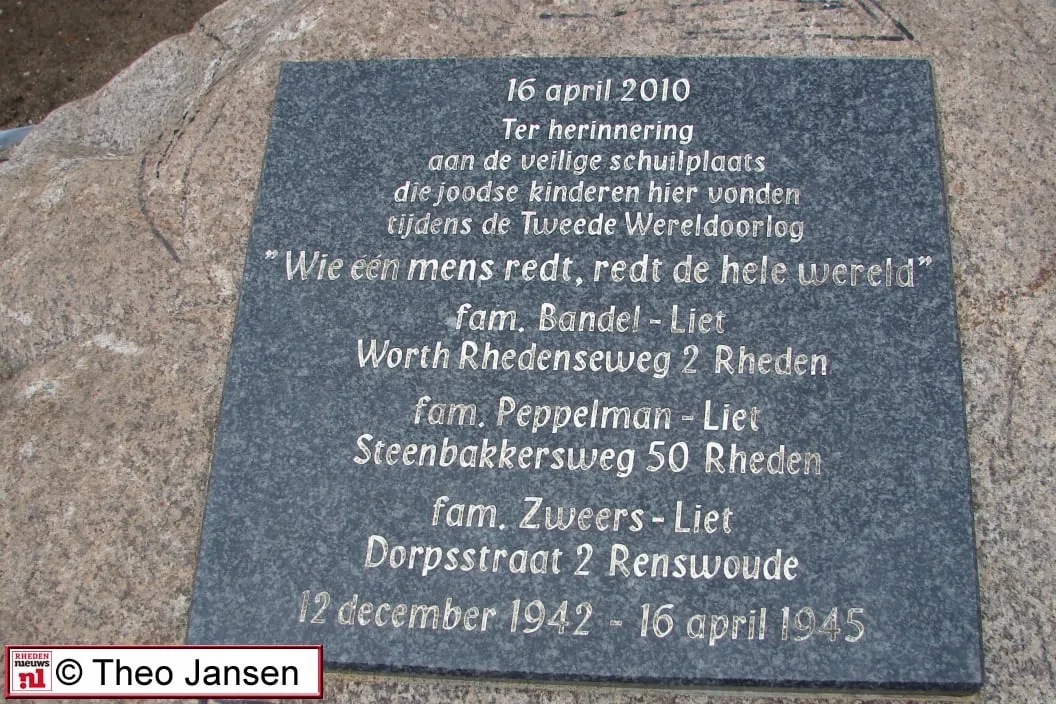 16 april 2010
Ter herinnering
aan de veilige schuilplaats
die joodse kinderen hier vonden
tijdens de Tweede Wereldoorlog
"Wie één mens redt, redt de hele wereld"
fam. Bandel - Liet
Worth Rhedenseweg 2 Rheden
fam. Peppelman - Liet
Steenbakkersweg 50 Rheden
fam. Zweers - Liet
Dorpsstraat 2 Renswoude
12 december 1942 - 16 april 1945
RHEDEN
nieuws
.nl
© Theo Jansen